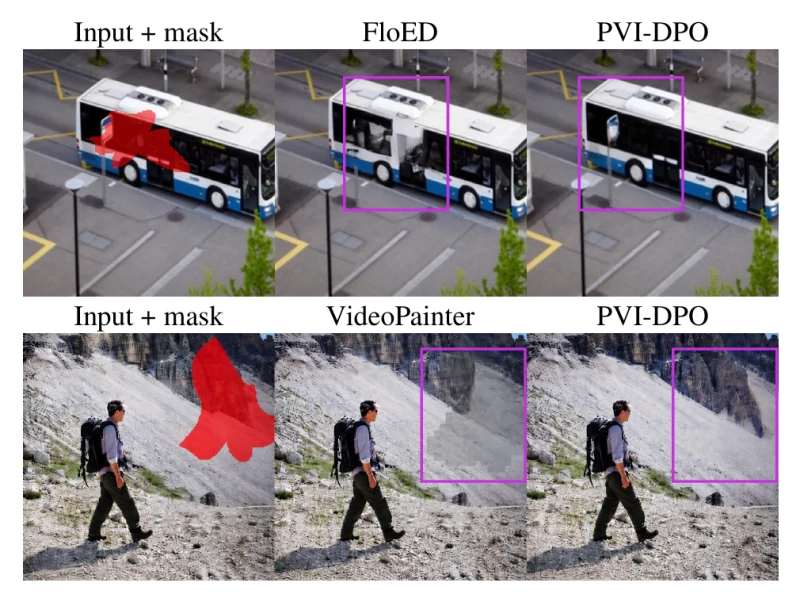 Input + mask
FloED
PVI-DPO
Input + mask
VideoPainter
PVI-DPO